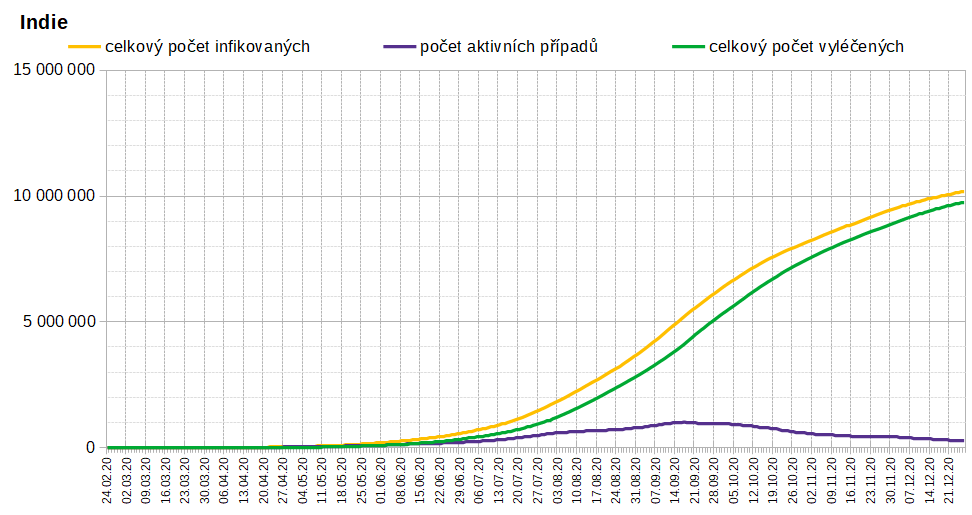 Indie
celkový počet infikovaných počet aktivních případů celkový počet vyléčených
15 000 000
10 000 000
5 000 000
0
24.02.20 02.03.20 09.03.20 16.03.20 23.03.20 30.03.20 06.04.20 13.04.20 20.04.20 27.04.20 04.05.20 11.05.20 18.05.20 25.05.20 01.06.20 08.06.20 15.06.20 22.06.20 29.06.20 06.07.20 13.07.20 20.07.20 27.07.20 03.08.20 10.08.20 17.08.20 24.08.20 31.08.20 07.09.20 14.09.20 21.09.20 28.09.20 05.10.20 12.10.20 19.10.20 26.10.20 02.11.20 09.11.20 16.11.20 23.11.20 30.11.20 07.12.20 14.12.20 21.12.20